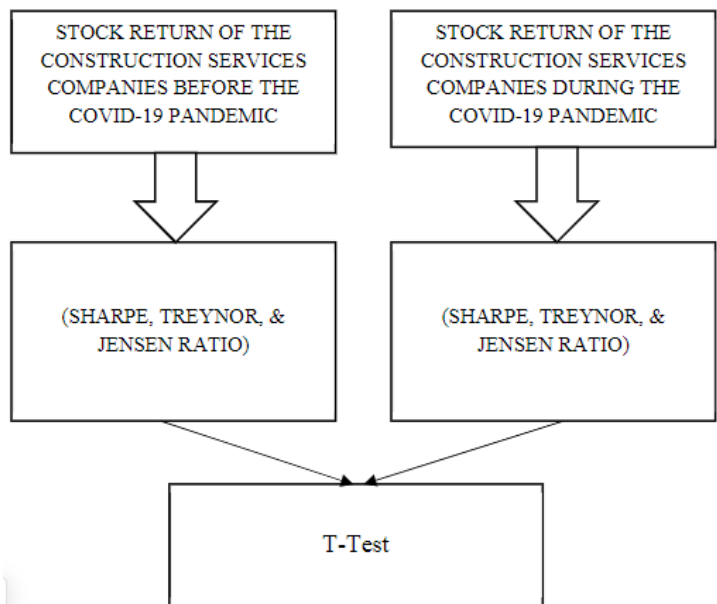 STOCK RETURN OF THE
CONSTRUCTION SERVICES
COMPANIES BEFORE THE
COVID-19 PANDEMIC
STOCK RETURN OF THE
CONSTRUCTION SERVICES
COMPANIES DURING THE
COVID-19 PANDEMIC
(SHARPE, TREYNOR, &
JENSEN RATIO)
(SHARPE, TREYNOR, &
JENSEN RATIO)
T-Test